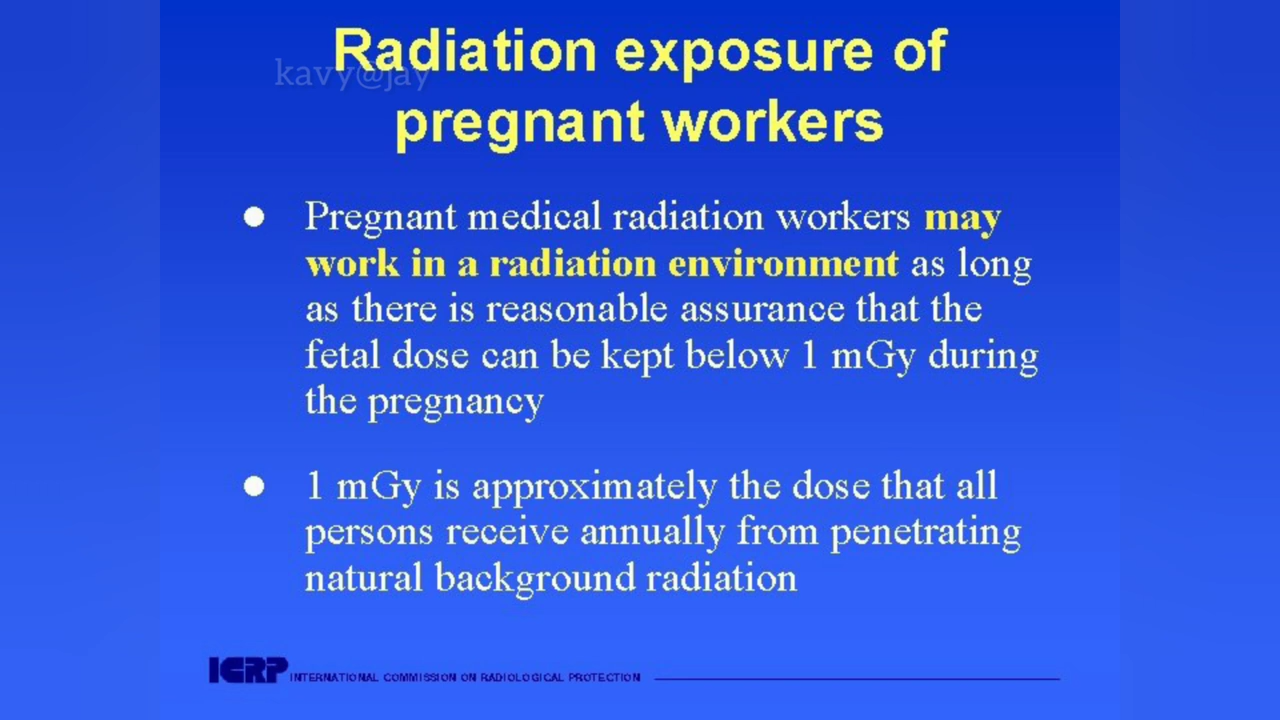 Radiation exposure of
kavy@jay
pregnant workers
Pregnant medical radiation workers may
work in a radiation environment as long
as there is reasonable assurance that the
fetal dose can be kept below 1 mGy during
the pregnancy
1 mGy is approximately the dose that all
persons receive annually from penetrating
natural background radiation
ICRP INTERNATIONAL COMMISSION ON RADIOLOGICAL PROTECTION